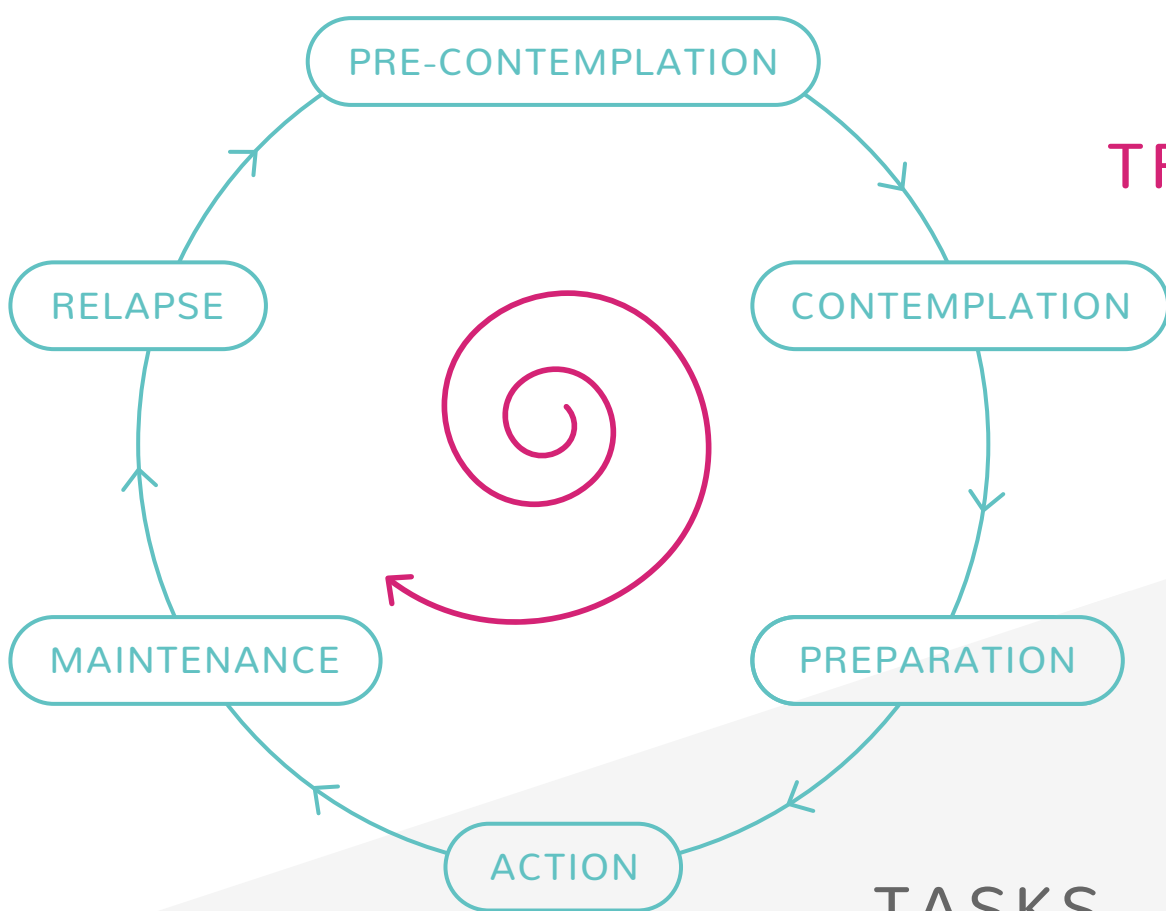 PRE-CONTEMPLATION
RELAPSE
CONTEMPLATION
MAINTENANCE
PREPARATION
ACTION
TASKS